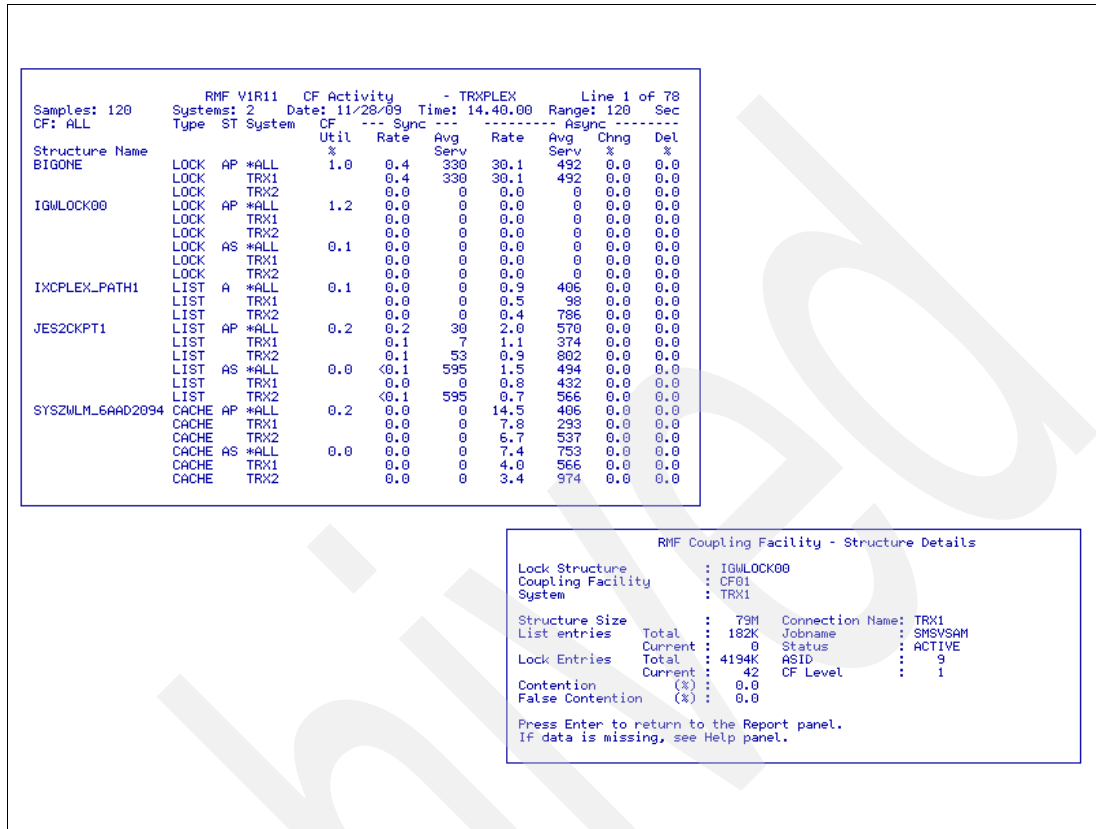 RMF V1R11 CF Activity - TRXPLEX Line 1 of 78
Samples: 120 Systems: 2 Date: 11/28/09 Time: 14.40.00 Range: 120 Sec
CF: ALL Type ST System CF --- Sync --- --------- Async --------
Util Rate Avg Rate Avg Chng Del
Structure Name % Serv Serv % %
BIGONE LOCK AP *ALL 1.0 0.4 330 30.1 492 0.0 0.0
LOCK TRX1 0.4 330 30.1 492 0.0 0.0
LOCK TRX2 0.0 0 0.0 0 0.0 0.0
IGWLOCK00 LOCK AP *ALL 1.2 0.0 0 0.0 0 0.0 0.0
LOCK TRX1 0.0 0 0.0 0 0.0 0.0
LOCK TRX2 0.0 0 0.0 0 0.0 0.0
LOCK AS *ALL 0.1 0.0 0 0.0 0 0.0 0.0
LOCK TRX1 0.0 0 0.0 0 0.0 0.0
LOCK TRX2 0.0 0 0.0 0 0.0 0.0
IXCPLEX_PATH1 LIST A *ALL 0.1 0.0 0 0.9 406 0.0 0.0
LIST TRX1 0.0 0 0.5 98 0.0 0.0
LIST TRX2 0.0 0 0.4 786 0.0 0.0
JES2CKPT1 LIST AP *ALL 0.2 0.2 30 2.0 570 0.0 0.0
LIST TRX1 0.1 7 1.1 374 0.0 0.0
LIST TRX2 0.1 53 0.9 802 0.0 0.0
LIST AS *ALL 0.0 <0.1 595 1.5 494 0.0 0.0
LIST TRX1 0.0 0 0.8 432 0.0 0.0
LIST TRX2 <0.1 595 0.7 566 0.0 0.0
SYSZWLM_6AAD2094 CACHE AP *ALL 0.2 0.0 0 14.5 406 0.0 0.0
CACHE TRX1 0.0 0 7.8 293 0.0 0.0
CACHE TRX2 0.0 0 6.7 537 0.0 0.0
CACHE AS *ALL 0.0 0.0 0 7.4 753 0.0 0.0
CACHE TRX1 0.0 0 4.0 566 0.0 0.0
CACHE TRX2 0.0 0 3.4 974 0.0 0.0
RMF Coupling Facility - Structure Details
Lock Structure : IGWLOCK00
Coupling Facility : CF01
System : TRX1
Structure Size : 79M Connection Name: TRX1
List entries Total : 182K Jobname : SMSVSAM
Current : 0 Status : ACTIVE
Lock Entries Total : 4194K ASID : 9
Current : 42 CF Level : 1
Contention (%) : 0.0
False Contention (%) : 0.0
Press Enter to return to the Report panel.
If data is missing, see Help panel.